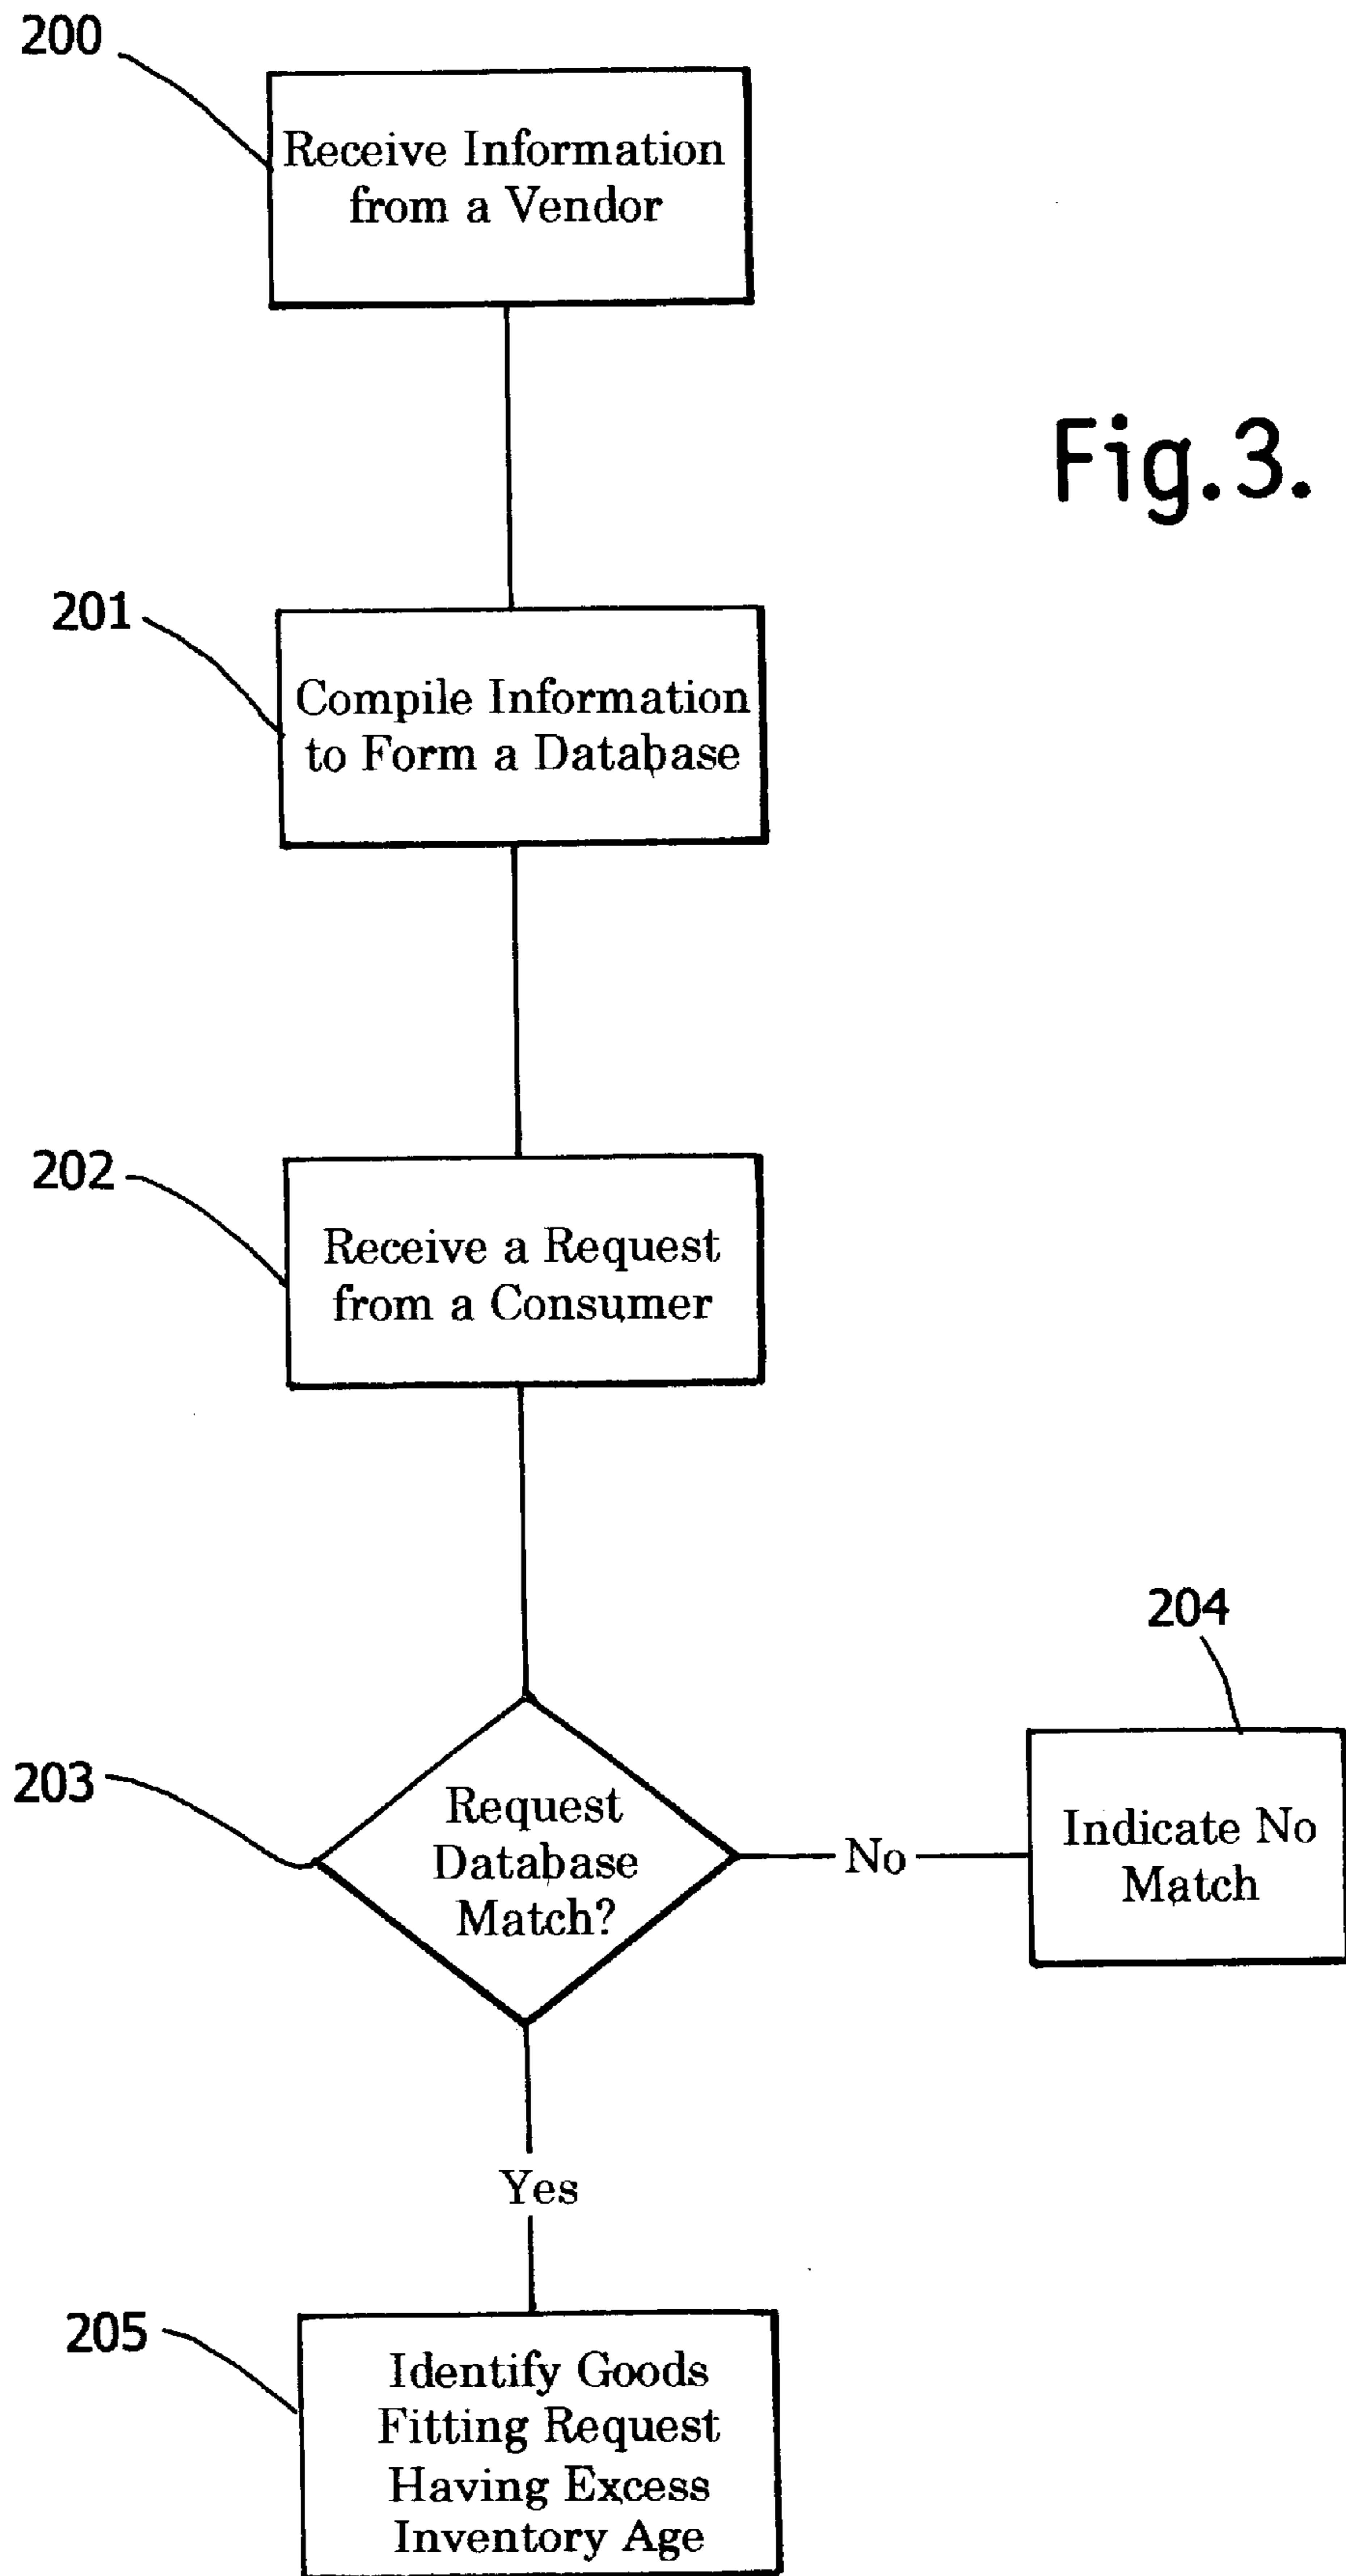 200
Receive Information
from a Vendor
Fig.3.
201
Compile Information
to Form a Database
202
Receive a Request
from a Consumer
203
Request
Database
Match?
No
204
Indicate No
Match
Yes
205
Identify Goods
Fitting Request
Having Excess
Inventory Age